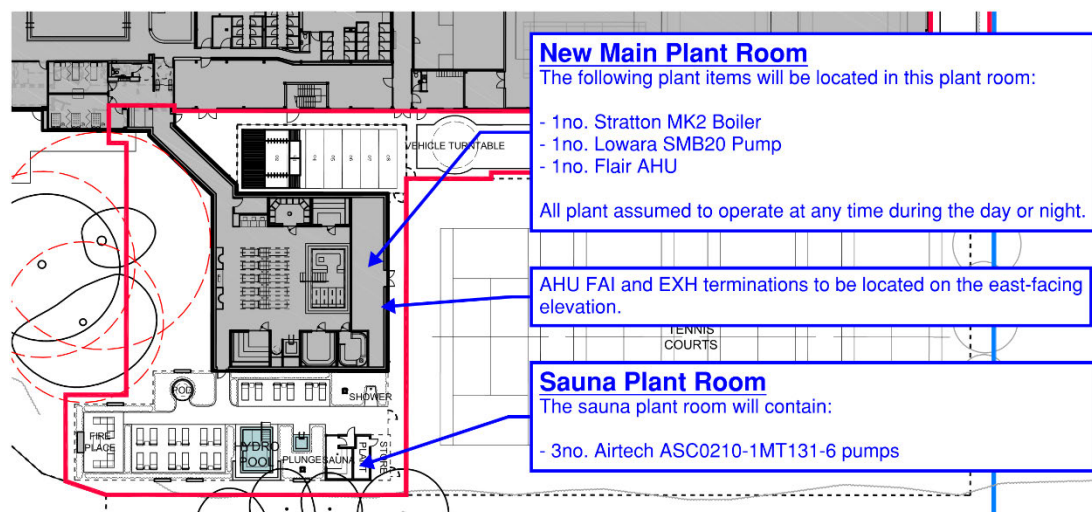 New Main Plant Room
The following plant items will be located in this plant room:
- 1no. Stratton MK2 Boiler
- 1no. Lowara SMB20 Pump
- 1no. Flair AHU
All plant assumed to operate at any time during the day or night.
VEHICLE TURNTABLE
AHU FAI and EXH terminations to be located on the east-facing
elevation.
TENNIS
COURTS
Sauna Plant Room
The sauna plant room will contain:
- 3no. Airtech ASC0210-1MT131-6 pumps
POD
SHOWER
FIRE
PLACE
HYDRO
POOL
PLUNGE
SAUNA
PLANT
STORE